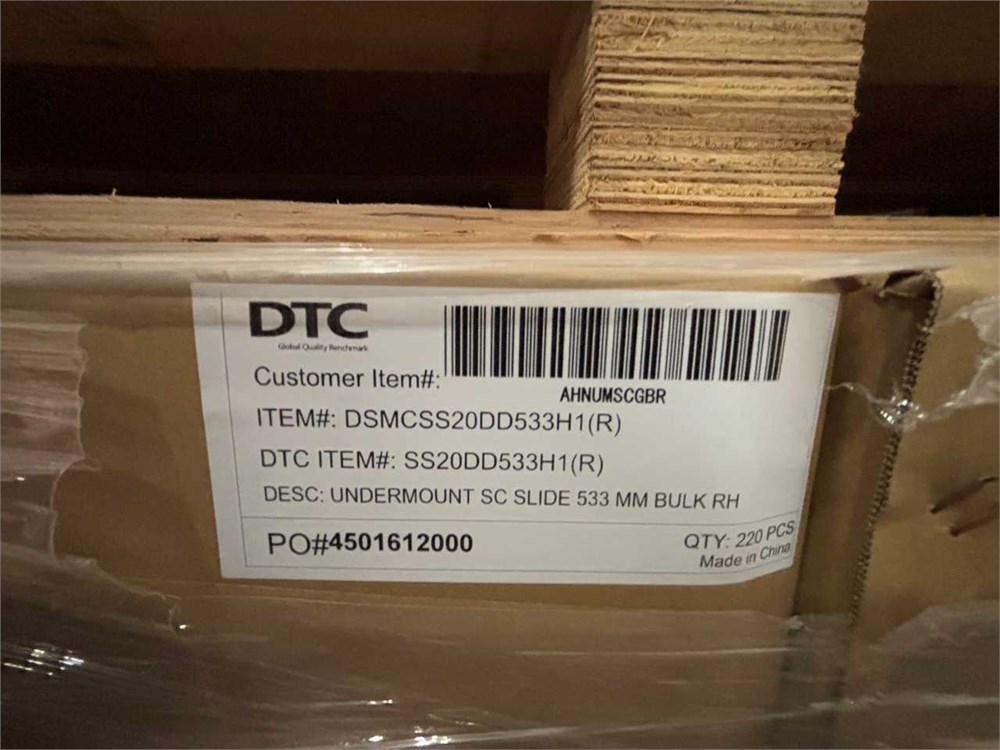 DTC
Global Quality Benchmark
Customer Item#:
AHNUMSCGBR
ITEM#: DSMCSS20DD533H1(R)
DTC ITEM#: SS20DD533H1(R)
DESC: UNDERMOUNT SC SLIDE 533 MM BULK RH
PO#4501612000
QTY: 220 PCS
Made in China